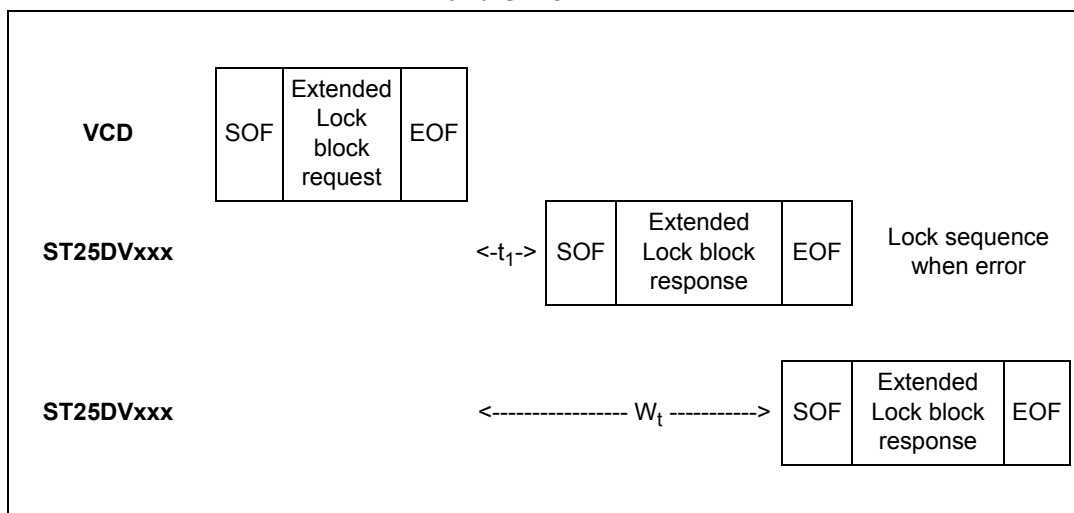 VCD
SOF
Extended
Lock
block
request
EOF
ST25DVxxx
<-t1->
SOF
Extended
Lock block
response
EOF
Lock sequence
when error
ST25DVxxx
<----------------- Wt ----------->
SOF
Extended
Lock block
response
EOF